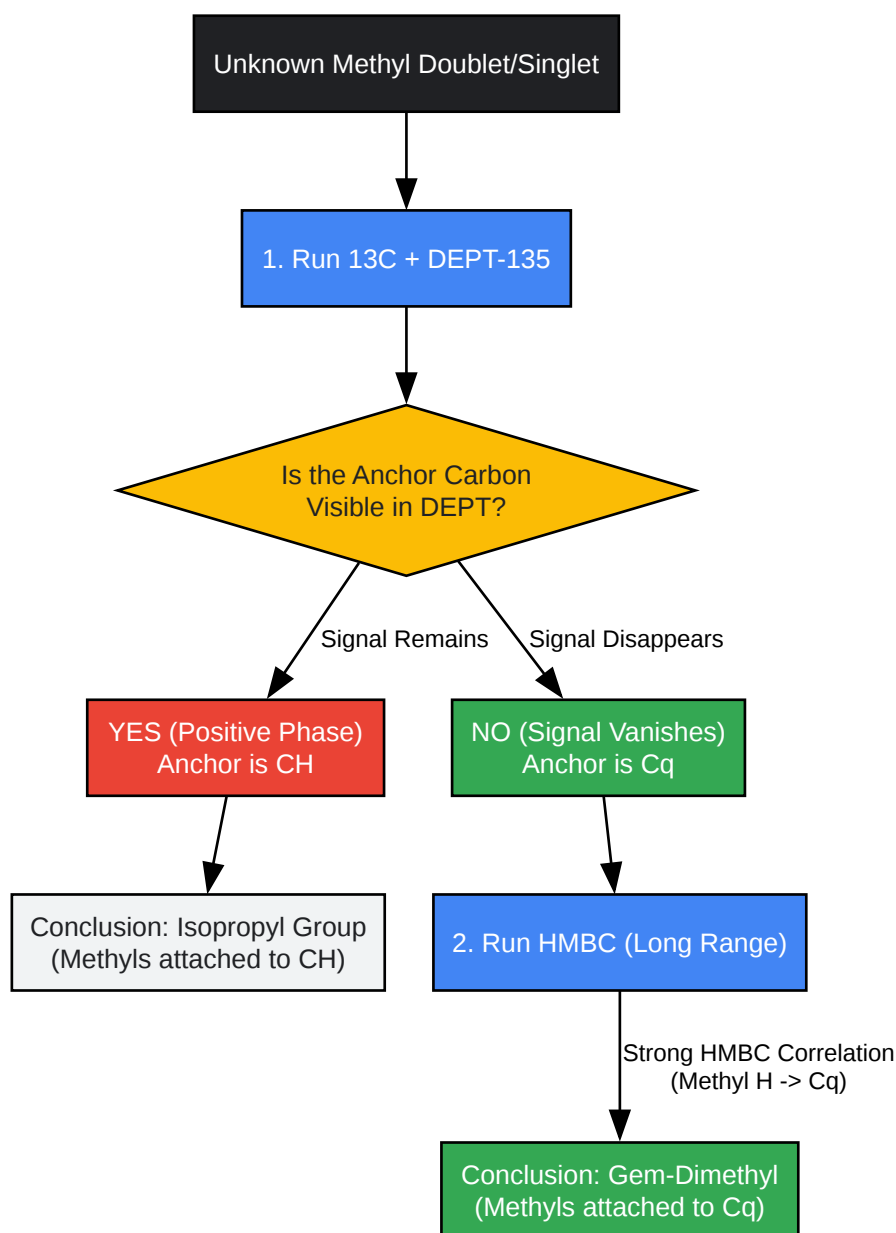 Unknown Methyl Doublet/Singlet
1. Run 13C + DEPT-135
Is the Anchor Carbon
Visible in DEPT?
Signal Remains
Signal Disappears
YES (Positive Phase)
Anchor is CH
NO (Signal Vanishes)
Anchor is Cq
Conclusion: Isopropyl Group
(Methyls attached to CH)
2. Run HMBC (Long Range)
Strong HMBC Correlation
(Methyl H -> Cq)
Conclusion: Gem-Dimethyl
(Methyls attached to Cq)